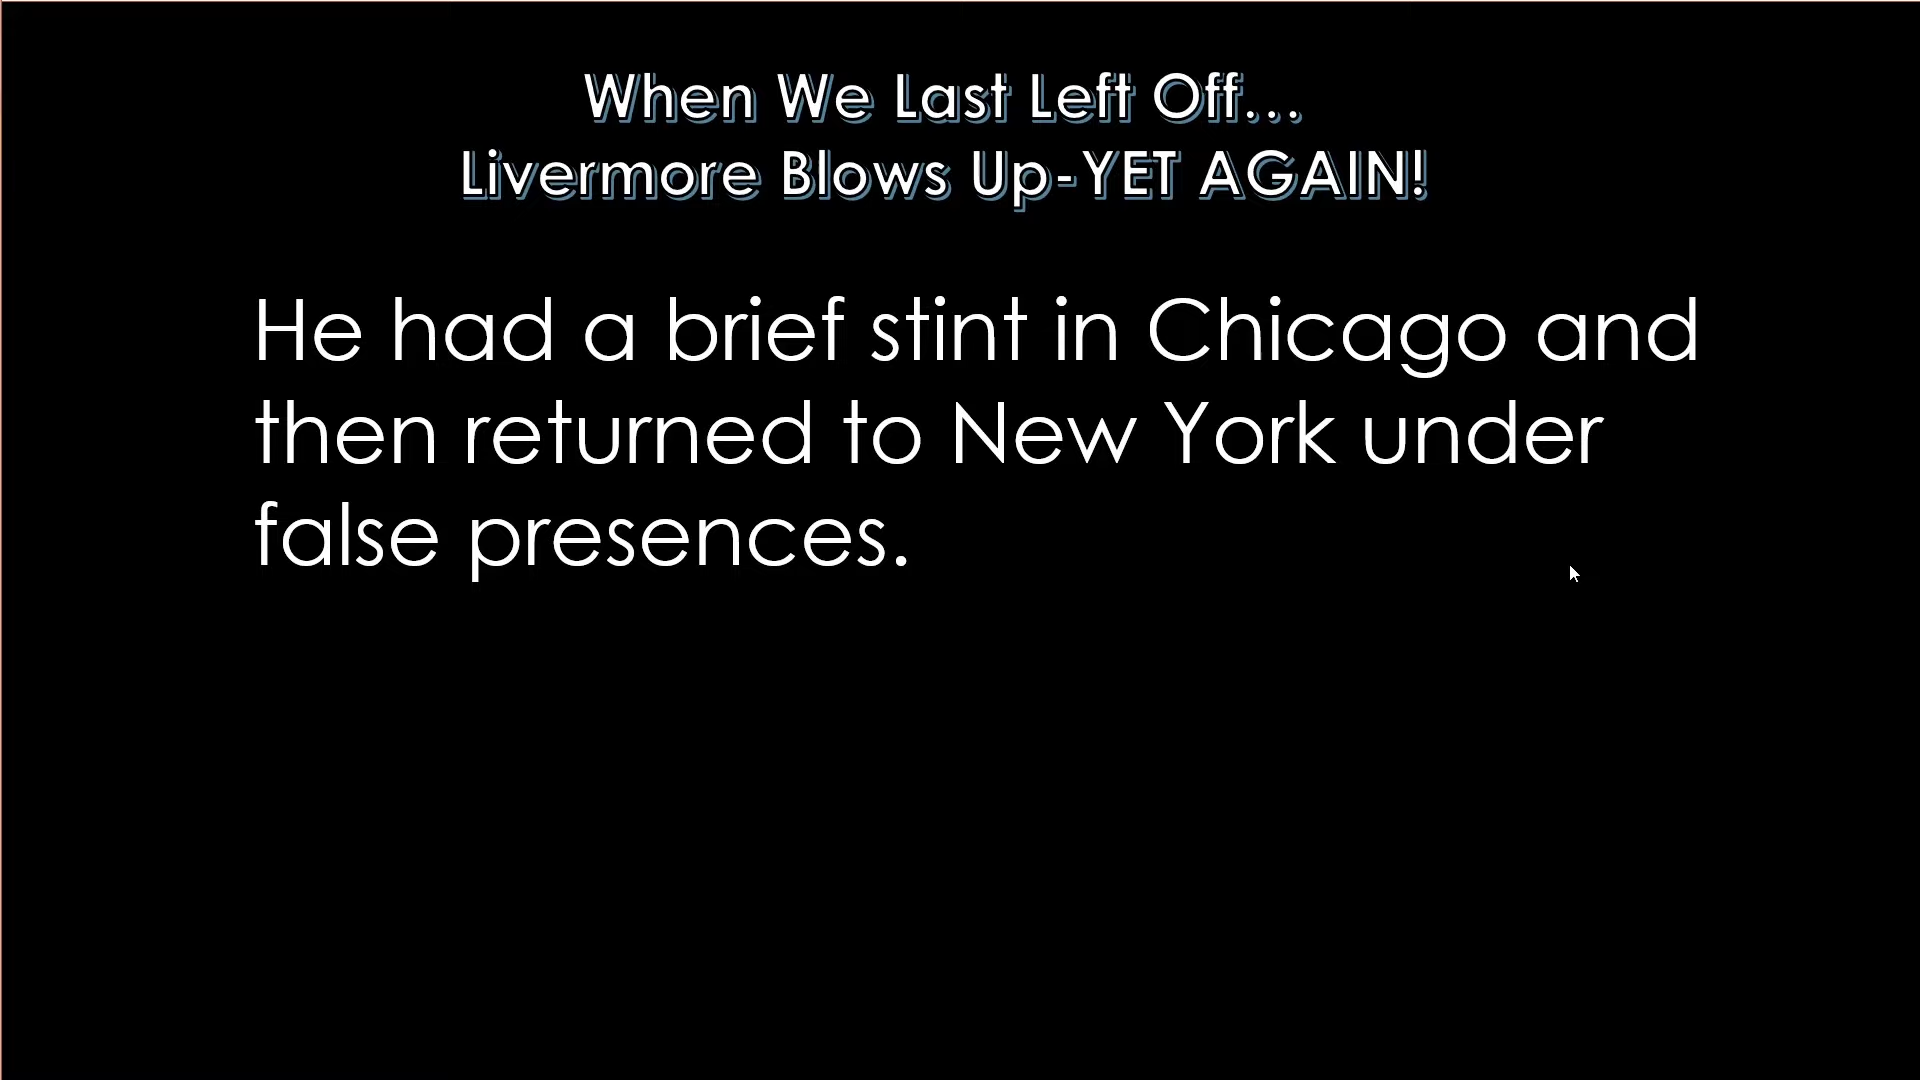 When We Last Left Off...
Livermore Blows Up-YET AGAIN!
He had a brief stint in Chicago and
then returned to New York under
false presences.